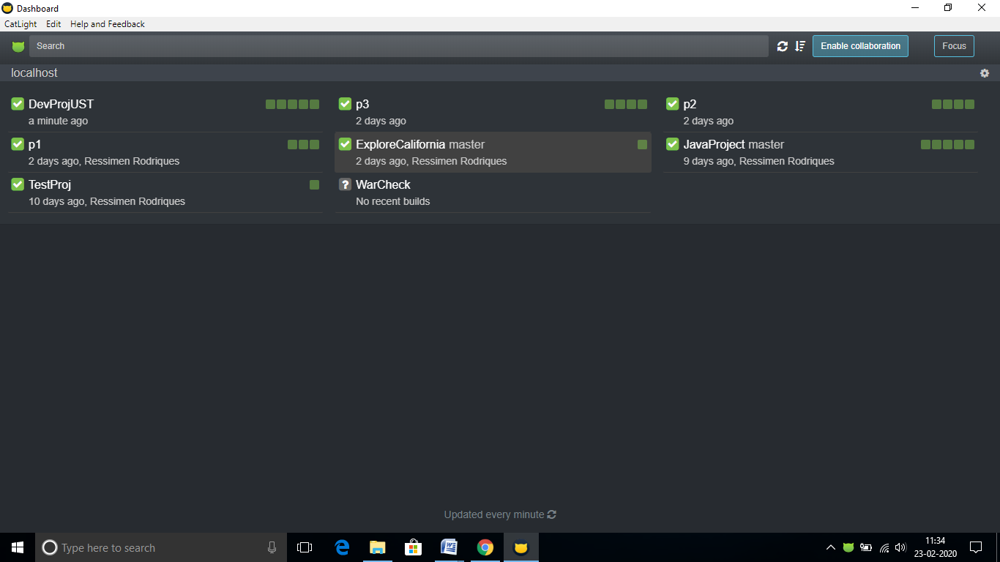 Dashboard
CatLight Edit Help and Feedback
Search
Enable collaboration
Focus
localhost
DevProjUST
a minute ago
p3
2 days ago
p2
2 days ago
p1
2 days ago, Ressimen Rodriques
ExploreCalifornia master
2 days ago, Ressimen Rodriques
JavaProject master
9 days ago, Ressimen Rodriques
TestProj
10 days ago, Ressimen Rodriques
? WarCheck
No recent builds
Updated every minute
Type here to search
11:34
23-02-2020